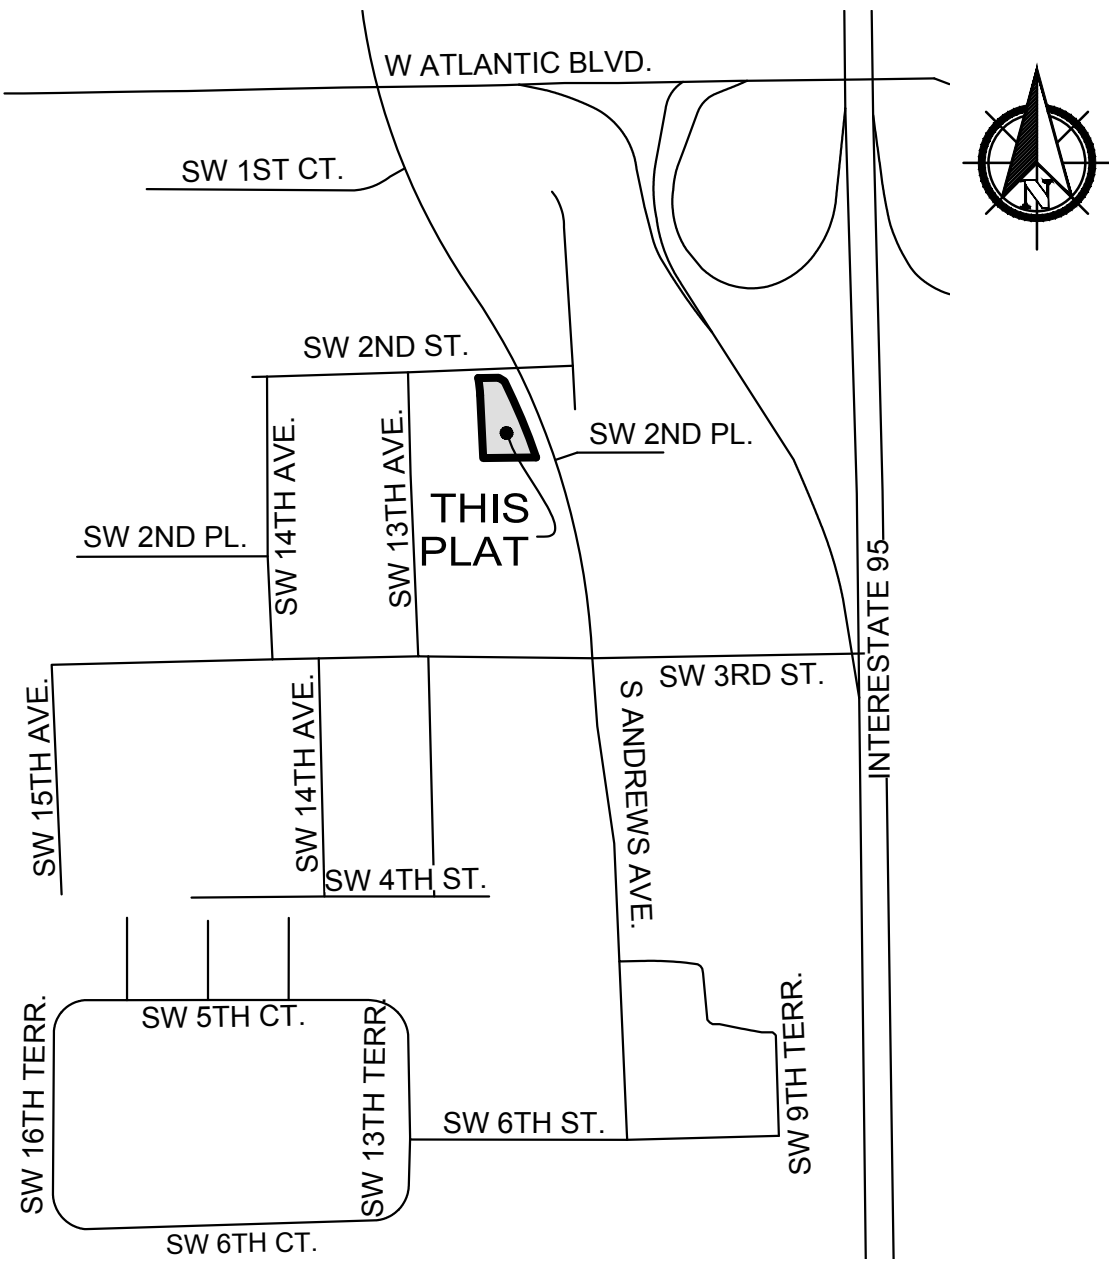 W ATLANTIC BLVD.
SW 1ST CT.
N
SW 2ND ST.
SW 14TH AVE.
SW 13TH AVE.
SW 2ND PL.
THIS
PLAT
SW 2ND PL.
INTERESTATE 95
SW 3RD ST.
SW 15TH AVE.
SW 14TH AVE.
S ANDREWS AVE.
SW 4TH ST.
SW 5TH CT.
SW 16TH TERR.
SW 13TH TERR.
SW 9TH TERR.
SW 6TH ST.
SW 6TH CT.